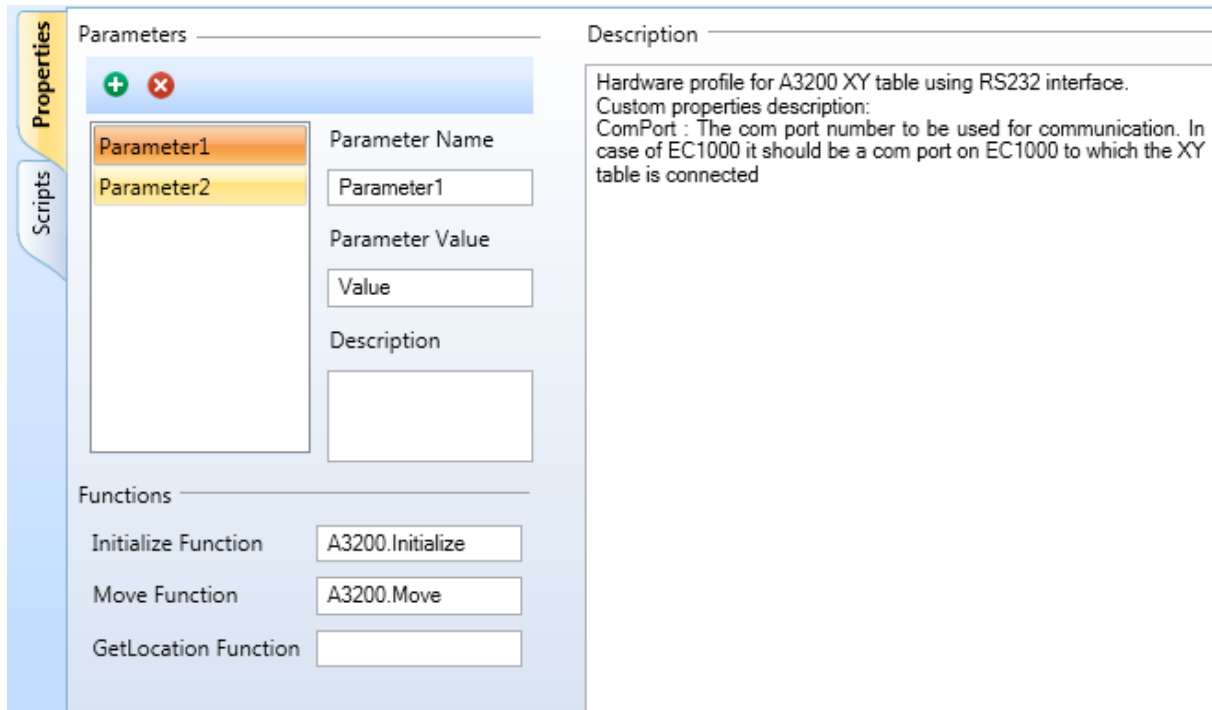 Properties
Scripts
Parameters
Parameter1
Parameter2
Parameter Name
Parameter1
Parameter Value
Value
Description
Functions
Initialize Function
A3200.Initialize
Move Function
A3200.Move
GetLocation Function
Description
Hardware profile for A3200 XY table using RS232 interface.
Custom properties description:
ComPort : The com port number to be used for communication. In
case of EC1000 it should be a com port on EC1000 to which the XY
table is connected